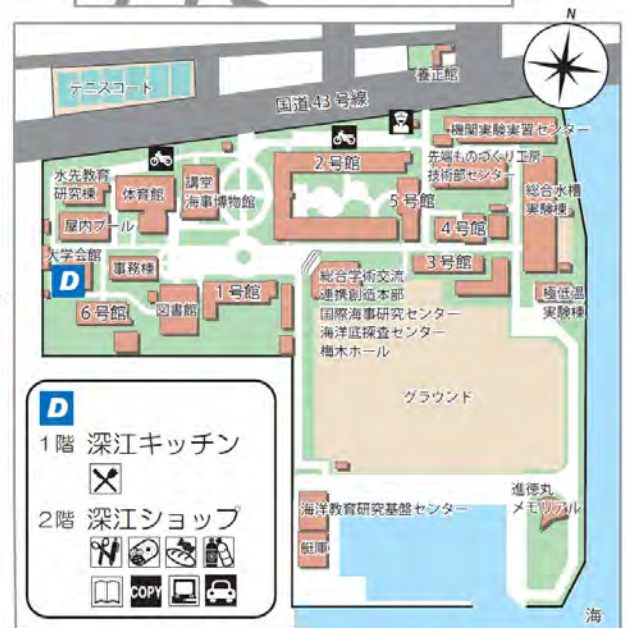 N
養正館
テニスコート
国道43号線
機関実験実習センター
水先教育
研究棟
体育館
講堂
海事博物館
2号館
先端ものづくり工房
技術部センター
5号館
総合水槽
実験棟
屋内プール
4号館
大学会館
D
事務棟
3号館
総合学術交流
連携創造本部
国際海事研究センター
海洋底探査センター
梅木ホール
極低温
実験棟
1号館
6号館
図書館
グラウンド
D
1階 深江キッチン
2階 深江ショップ
COPY
海洋教育研究基盤センター
艇庫
進徳丸
メモリアル
海